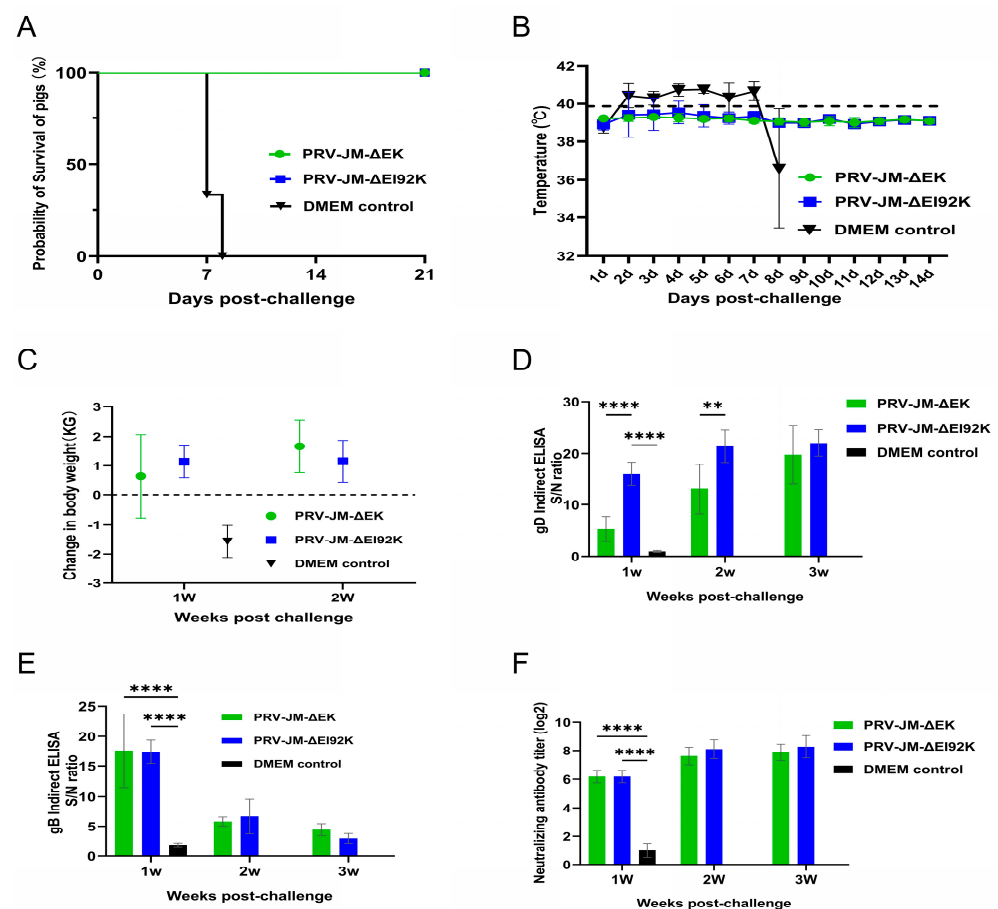 A
Probability of Survival of pigs (%)
100
50
0
0 7 14 21
Days post-challenge
PRV-JM-ΔEK
PRV-JM-ΔEI92K
DMEM control
B
Temperature (℃)
42
40
38
36
34
32
1d 2d 3d 4d 5d 6d 7d 8d 9d 10d 11d 12d 13d 14d
Days post-challenge
PRV-JM-ΔEK
PRV-JM-ΔEI92K
DMEM control
C
Change in body weight(KG)
3
2
1
0
-1
-2
-3
1W 2W
Weeks post challenge
PRV-JM-ΔEK
PRV-JM-ΔEI92K
DMEM control
D
gD Indirect ELISA
S/N ratio
30
20
10
0
**** **
****
1w 2w 3w
Weeks post-challenge
PRV-JM-ΔEK
PRV-JM-ΔEI92K
DMEM control
E
gB Indirect ELISA
S/N ratio
25
20
15
10
5
0
****
****
1w 2w 3w
Weeks post-challenge
PRV-JM-ΔEK
PRV-JM-ΔEI92K
DMEM control
F
Neutralizing antibody titer (log2)
10
8
6
4
2
0
****
****
1W 2W 3W
Weeks post-challenge
PRV-JM-ΔEK
PRV-JM-ΔEI92K
DMEM control